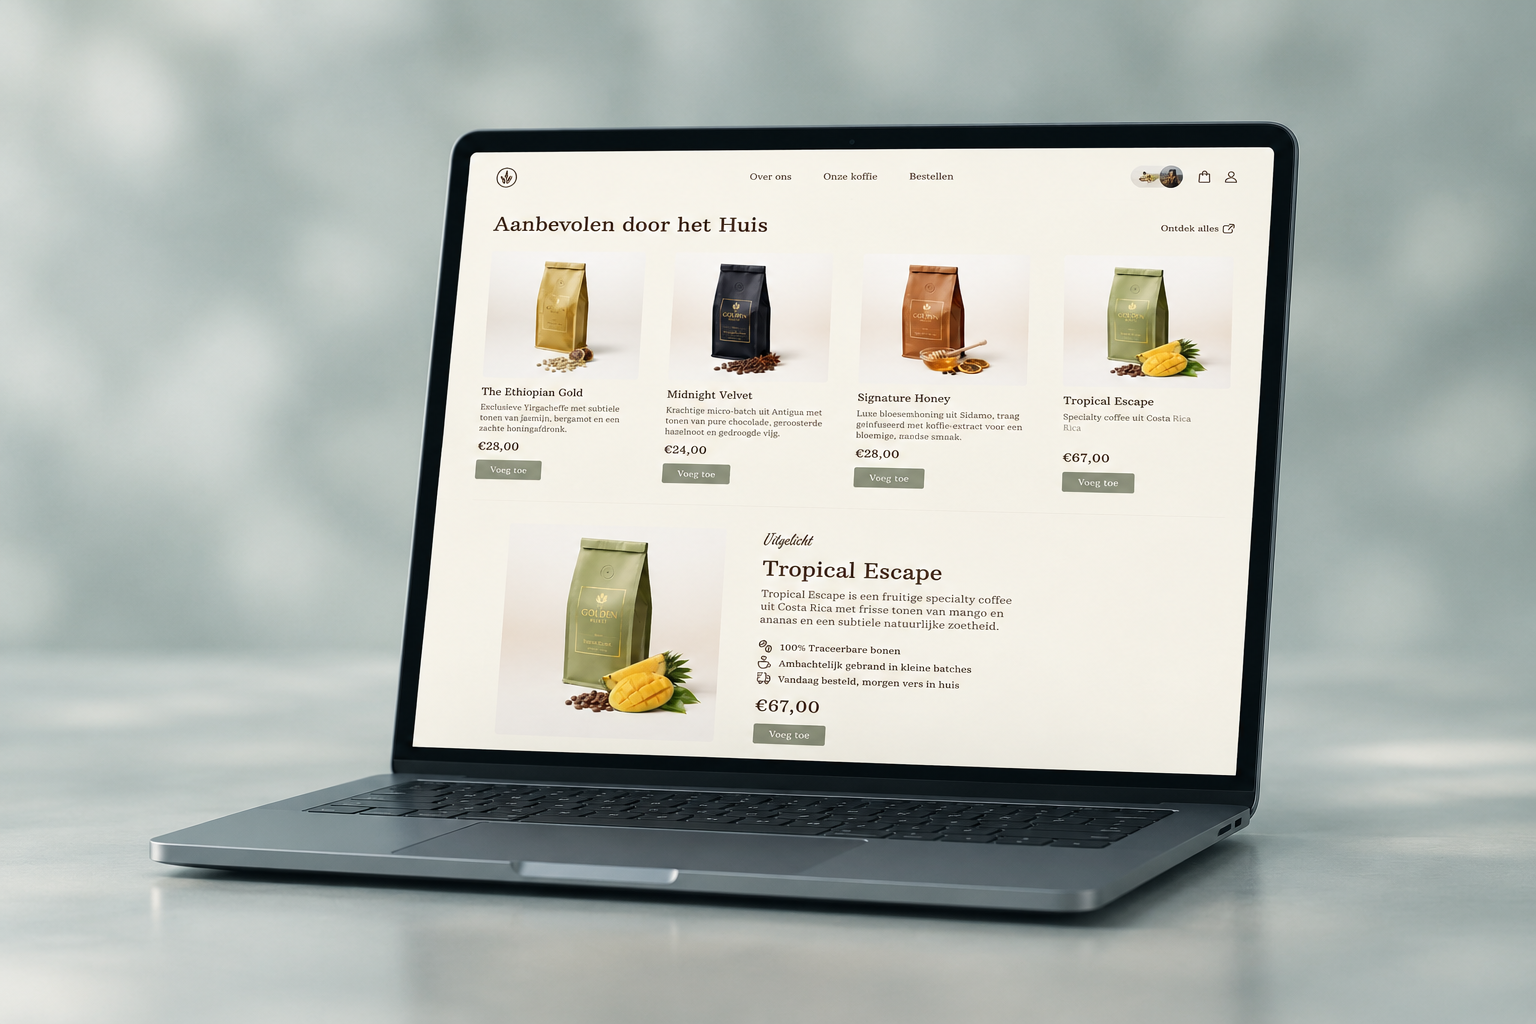 Over ons
Onze koffie
Bestellen
Aanbevolen door het Huis
Ontdek alles
GOLDEN
GOLDEN
GOLDEN
The Ethiopian Gold
Exclusieve Yirgacheffe met subtiele
tonen van jasmijn, bergamot en een
zachte honingafdronk.
€28,00
Voeg toe
Midnight Velvet
Krachtige micro-batch uit Antigua met
tonen van pure chocolade, geroosterde
hazelnoot en gedroogde vijg.
€24,00
Voeg toe
Signature Honey
Luxe bloesemhoning uit Sidamo, traag
geïnfuseerd met koffie-extract voor een
bloemige, smaak.
€28,00
Voeg toe
Tropical Escape
Specialty coffee uit Costa Rica
Rica
€67,00
Voeg toe
GOLDEN
Uitgelicht
Tropical Escape
Tropical Escape is een fruitige specialty coffee
uit Costa Rica met frisse tonen van mango en
ananas en een subtiele natuurlijke zoetheid.
100% Traceerbare bonen
Ambachtelijk gebrand in kleine batches
Vandaag besteld, morgen vers in huis
€67,00
Voeg toe